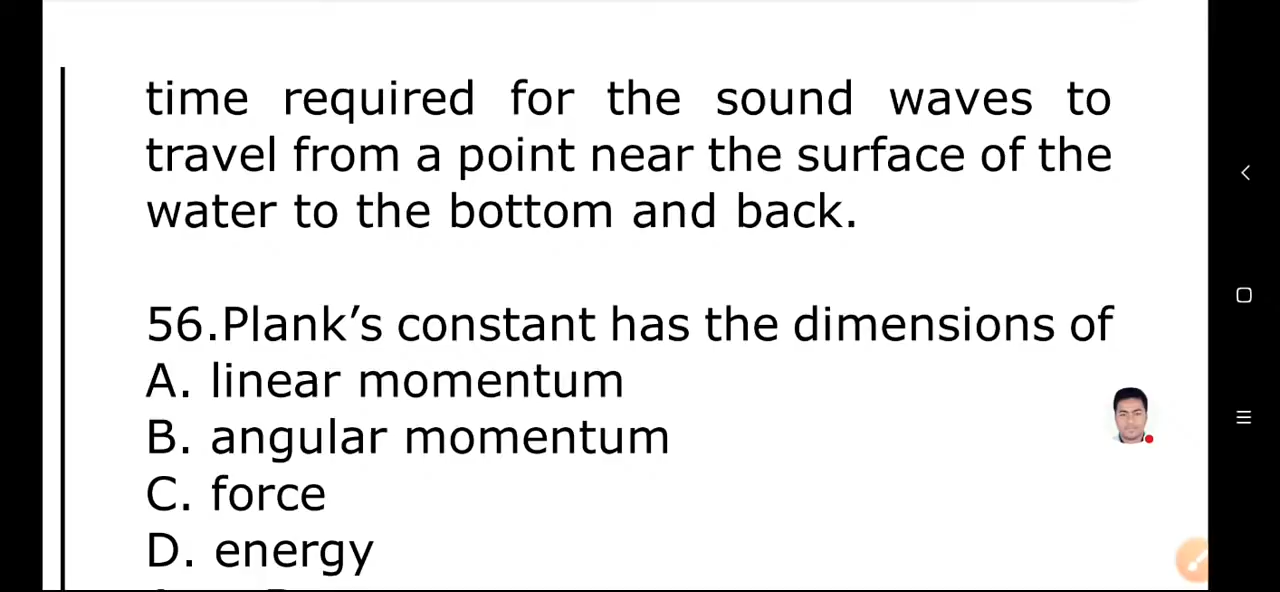 time required for the sound waves to
travel from a point near the surface of the
water to the bottom and back.
56.Plank’s constant has the dimensions of
A. linear momentum
B. angular momentum
C. force
D. energy